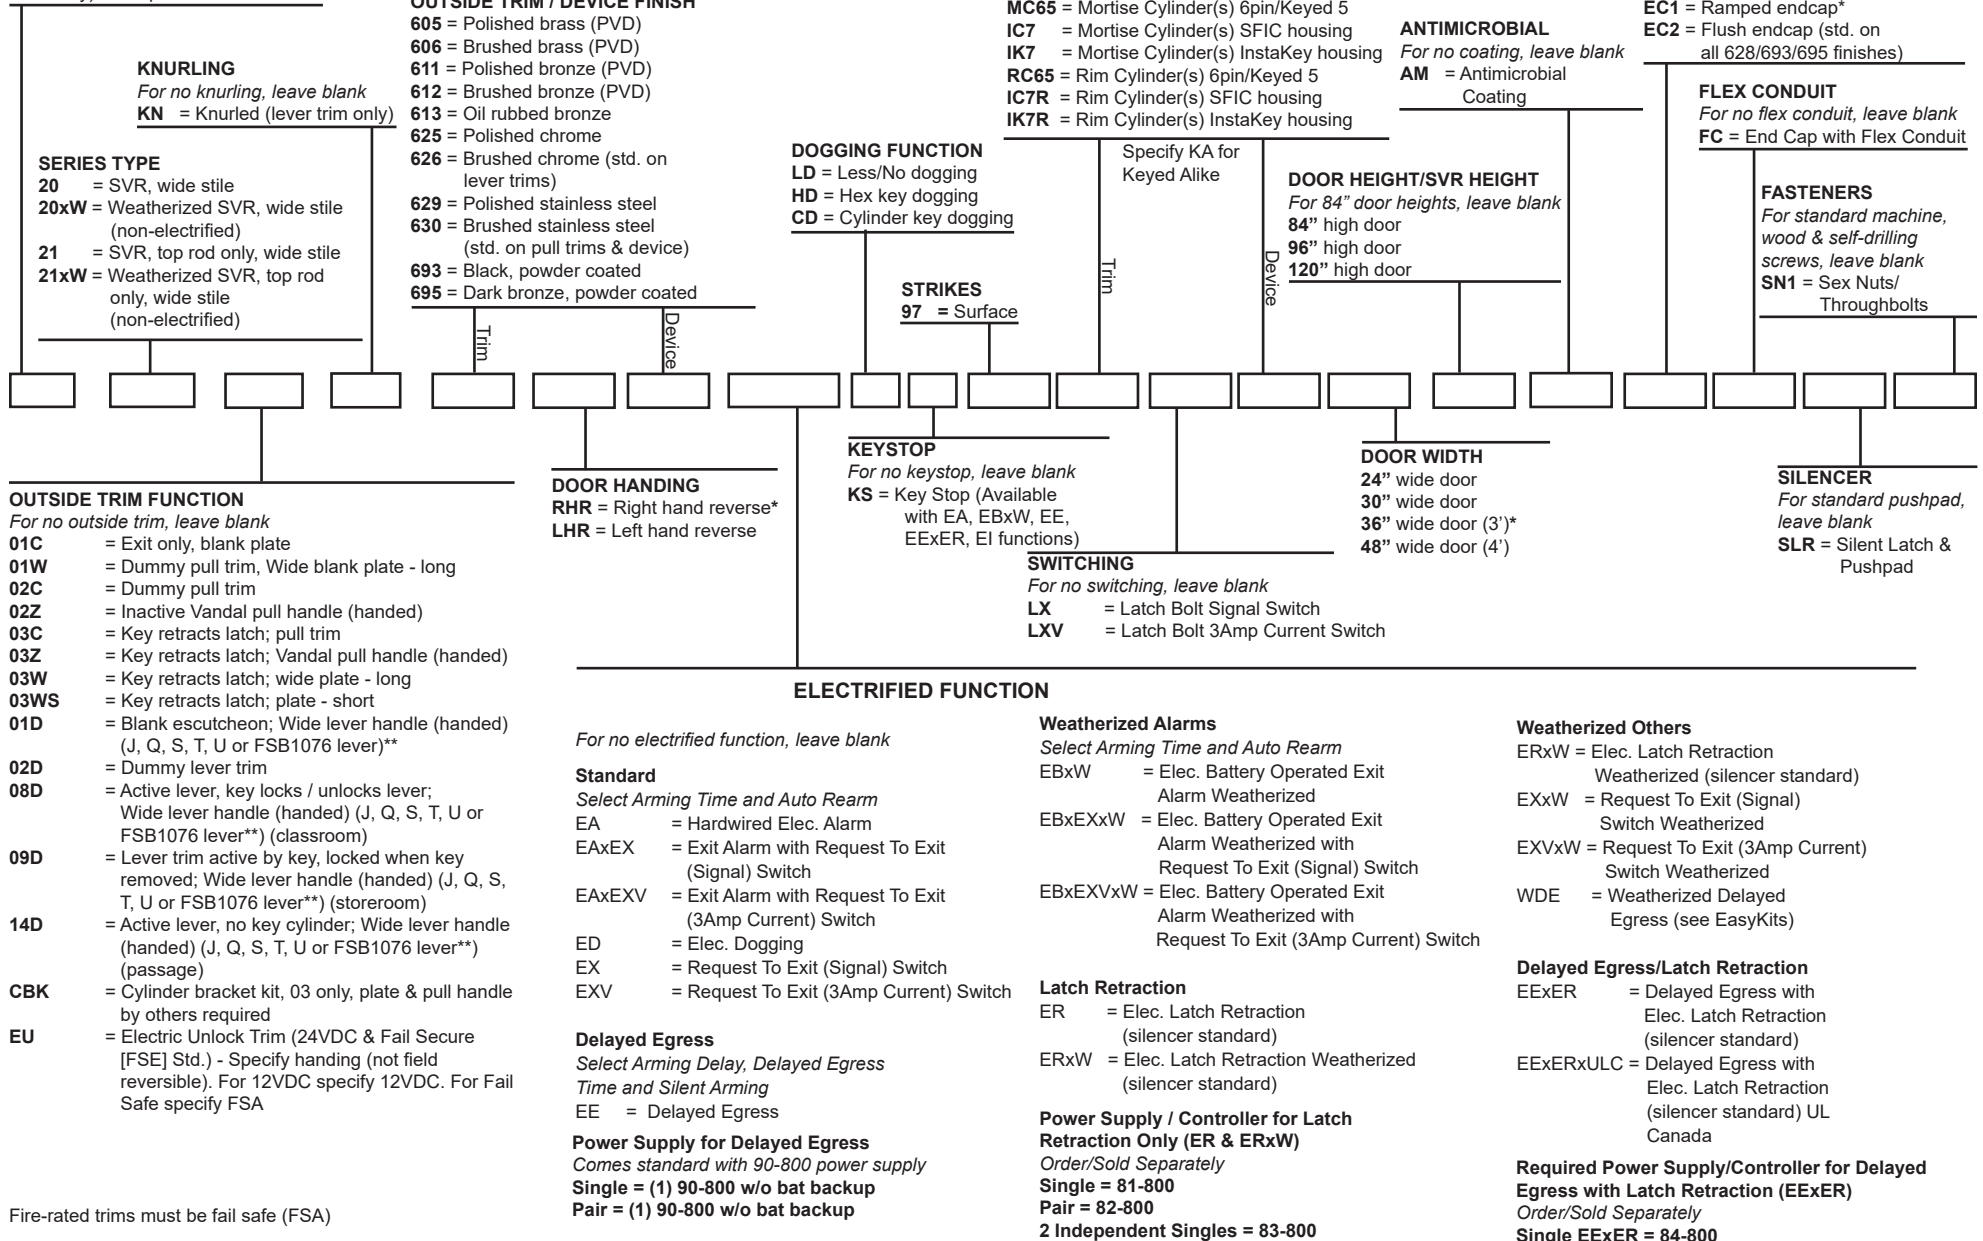 OUTSIDE TRIM / DEVICE FINISH
605 = Polished brass (PVD)
606 = Brushed brass (PVD)
611 = Polished bronze (PVD)
612 = Brushed bronze (PVD)
613 = Oil rubbed bronze
625 = Polished chrome
626 = Brushed chrome (std. on
lever trims)
629 = Polished stainless steel
630 = Brushed stainless steel
(std. on pull trims & device)
693 = Black, powder coated
695 = Dark bronze, powder coated
Trim
Device
KNURLING
For no knurling, leave blank
KN = Knurled (lever trim only)
SERIES TYPE
20 = SVR, wide stile
20xW = Weatherized SVR, wide stile
(non-electrified)
21 = SVR, top rod only, wide stile
21xW = Weatherized SVR, top rod
only, wide stile
(non-electrified)
DOGGING FUNCTION
LD = Less/No dogging
HD = Hex key dogging
CD = Cylinder key dogging
STRIKES
97 = Surface
MC65 = Mortise Cylinder(s) 6pin/Keyed 5
IC7 = Mortise Cylinder(s) SFIC housing
IK7 = Mortise Cylinder(s) InstaKey housing
RC65 = Rim Cylinder(s) 6pin/Keyed 5
IC7R = Rim Cylinder(s) SFIC housing
IK7R = Rim Cylinder(s) InstaKey housing
Specify KA for
Keyed Alike
Trim
Device
DOOR HEIGHT/SVR HEIGHT
For 84” door heights, leave blank
84” high door
96” high door
120” high door
ANTIMICROBIAL
For no coating, leave blank
AM = Antimicrobial
Coating
EC1 = Ramped endcap*
EC2 = Flush endcap (std. on
all 628/693/695 finishes)
FLEX CONDUIT
For no flex conduit, leave blank
FC = End Cap with Flex Conduit
FASTENERS
For standard machine,
wood & self-drilling
screws, leave blank
SN1 = Sex Nuts/
Throughbolts
OUTSIDE TRIM FUNCTION
For no outside trim, leave blank
01C = Exit only, blank plate
01W = Dummy pull trim, Wide blank plate - long
02C = Dummy pull trim
02Z = Inactive Vandal pull handle (handed)
03C = Key retracts latch; pull trim
03Z = Key retracts latch; Vandal pull handle (handed)
03W = Key retracts latch; wide plate - long
03WS = Key retracts latch; plate - short
01D = Blank escutcheon; Wide lever handle (handed)
(J, Q, S, T, U or FSB1076 lever)**
02D = Dummy lever trim
08D = Active lever, key locks / unlocks lever;
Wide lever handle (handed) (J, Q, S, T, U or
FSB1076 lever**) (classroom)
09D = Lever trim active by key, locked when key
removed; Wide lever handle (handed) (J, Q, S,
T, U or FSB1076 lever**) (storeroom)
14D = Active lever, no key cylinder; Wide lever handle
(handed) (J, Q, S, T, U or FSB1076 lever**)
(passage)
CBK = Cylinder bracket kit, 03 only, plate & pull handle
by others required
EU = Electric Unlock Trim (24VDC & Fail Secure
[FSE] Std.) - Specify handing (not field
reversible). For 12VDC specify 12VDC. For Fail
Safe specify FSA
Fire-rated trims must be fail safe (FSA)
DOOR HANDING
RHR = Right hand reverse*
LHR = Left hand reverse
KEYSTOP
For no keystop, leave blank
KS = Key Stop (Available
with EA, EBxW, EE,
EExER, EI functions)
SWITCHING
For no switching, leave blank
LX = Latch Bolt Signal Switch
LXV = Latch Bolt 3Amp Current Switch
DOOR WIDTH
24” wide door
30” wide door
36” wide door (3’)*
48” wide door (4’)
SILENCER
For standard pushpad,
leave blank
SLR = Silent Latch &
Pushpad
ELECTRIFIED FUNCTION
For no electrified function, leave blank
Standard
Select Arming Time and Auto Rearm
EA = Hardwired Elec. Alarm
EAxEX = Exit Alarm with Request To Exit
(Signal) Switch
EAxEXV = Exit Alarm with Request To Exit
(3Amp Current) Switch
ED = Elec. Dogging
EX = Request To Exit (Signal) Switch
EXV = Request To Exit (3Amp Current) Switch
Delayed Egress
Select Arming Delay, Delayed Egress
Time and Silent Arming
EE = Delayed Egress
Power Supply for Delayed Egress
Comes standard with 90-800 power supply
Single = (1) 90-800 w/o bat backup
Pair = (1) 90-800 w/o bat backup
Weatherized Alarms
Select Arming Time and Auto Rearm
EBxW = Elec. Battery Operated Exit
Alarm Weatherized
EBxEXxW = Elec. Battery Operated Exit
Alarm Weatherized with
Request To Exit (Signal) Switch
EBxEXVxW = Elec. Battery Operated Exit
Alarm Weatherized with
Request To Exit (3Amp Current) Switch
Latch Retraction
ER = Elec. Latch Retraction
(silencer standard)
ERxW = Elec. Latch Retraction Weatherized
(silencer standard)
Power Supply / Controller for Latch
Retraction Only (ER & ERxW)
Order/Sold Separately
Single = 81-800
Pair = 82-800
2 Independent Singles = 83-800
Weatherized Others
ERxW = Elec. Latch Retraction
Weatherized (silencer standard)
EXxW = Request To Exit (Signal)
Switch Weatherized
EXVxW = Request To Exit (3Amp Current)
Switch Weatherized
WDE = Weatherized Delayed
Egress (see EasyKits)
Delayed Egress/Latch Retraction
EExER = Delayed Egress with
Elec. Latch Retraction
(silencer standard)
EExERxULC = Delayed Egress with
Elec. Latch Retraction
(silencer standard) UL
Canada
Required Power Supply/Controller for Delayed
Egress with Latch Retraction (EExER)
Order/Sold Separately
Single EExER = 84-800